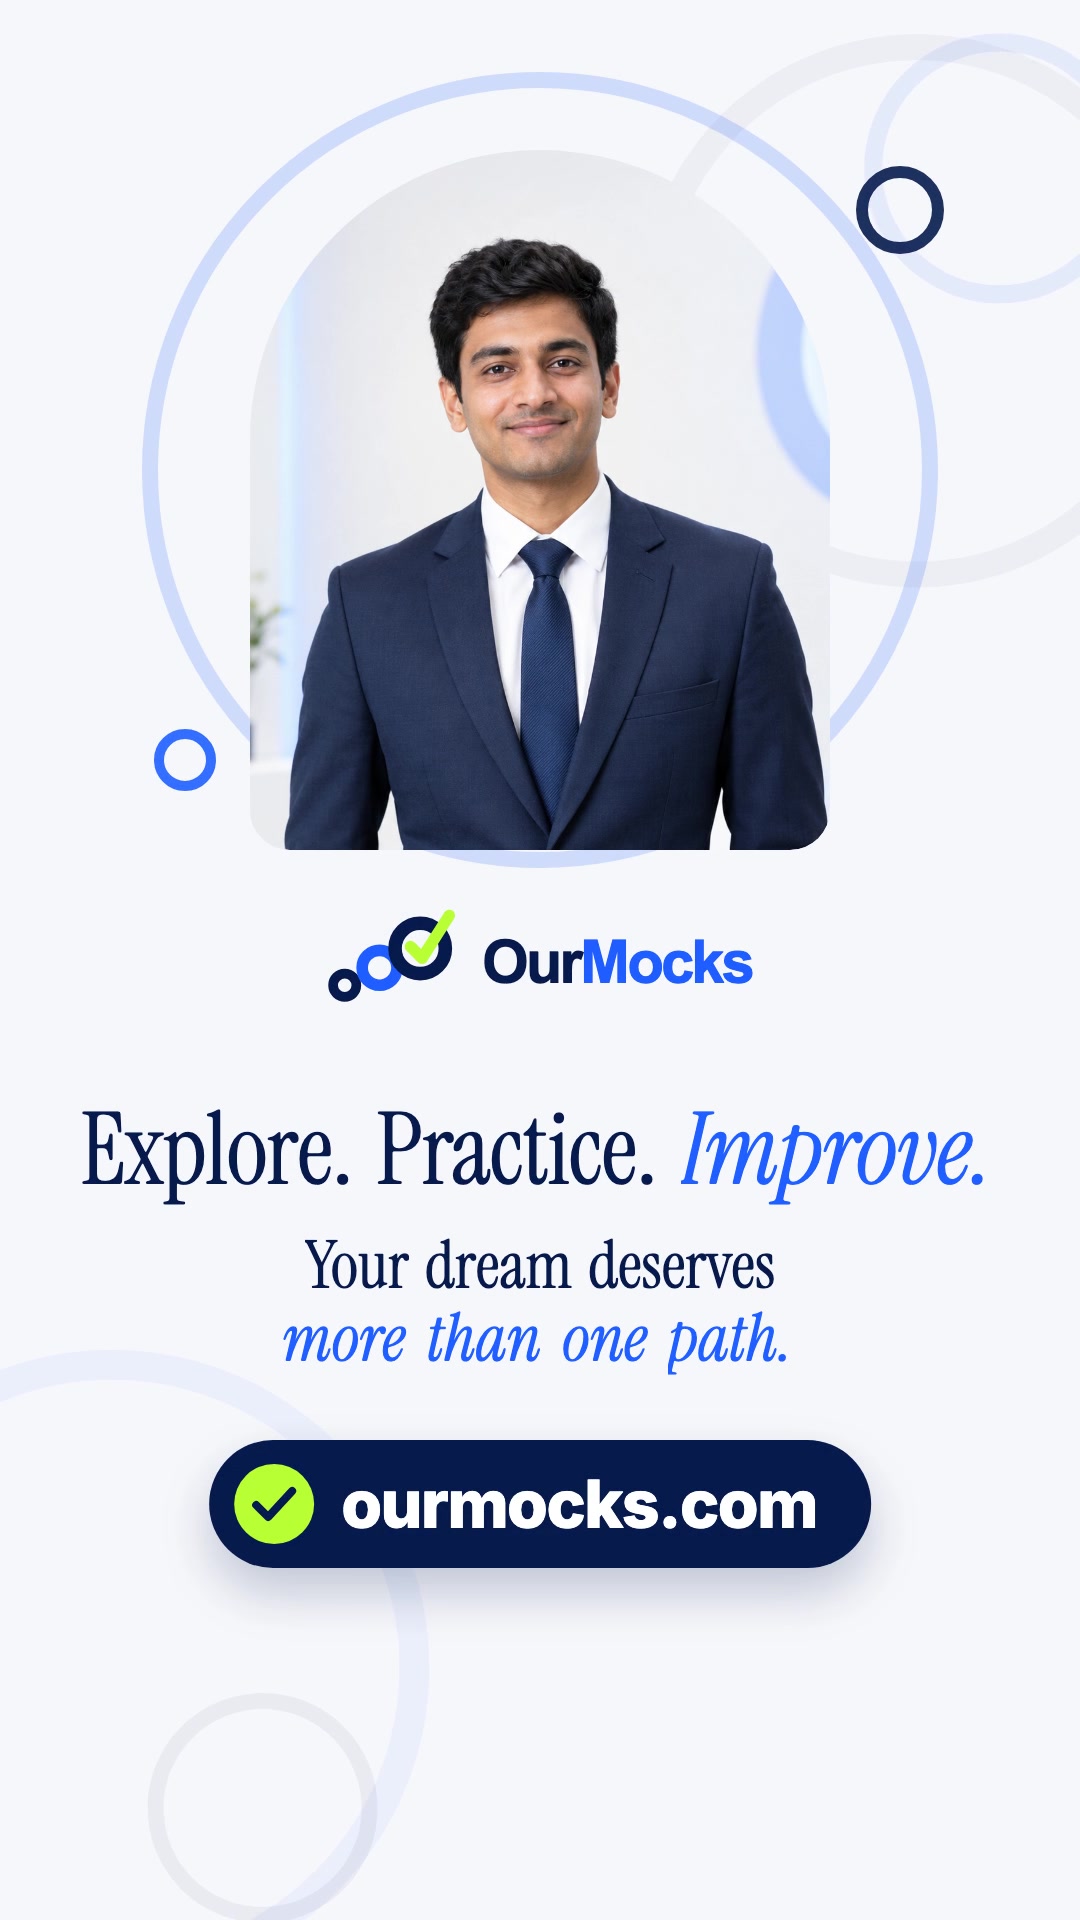 OurMocks
Explore. Practice. Improve.
Your dream deserves
more than one path.
ourmocks.com